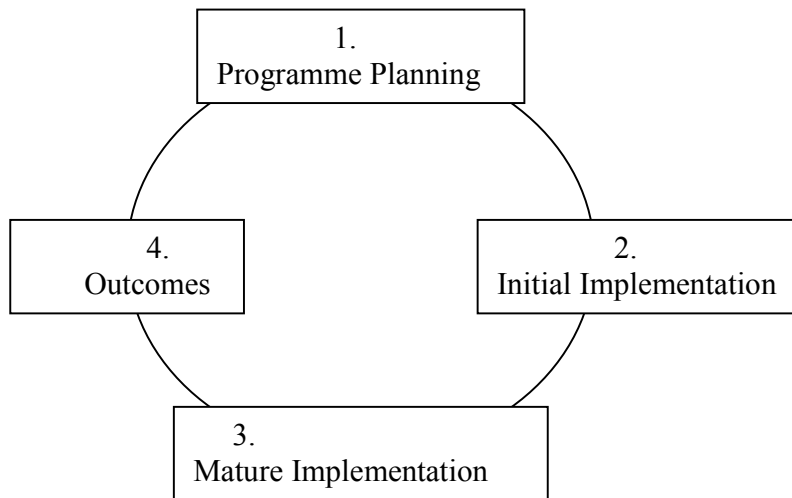 1.
Programme Planning
2.
Initial Implementation
3.
Mature Implementation
4.
Outcomes